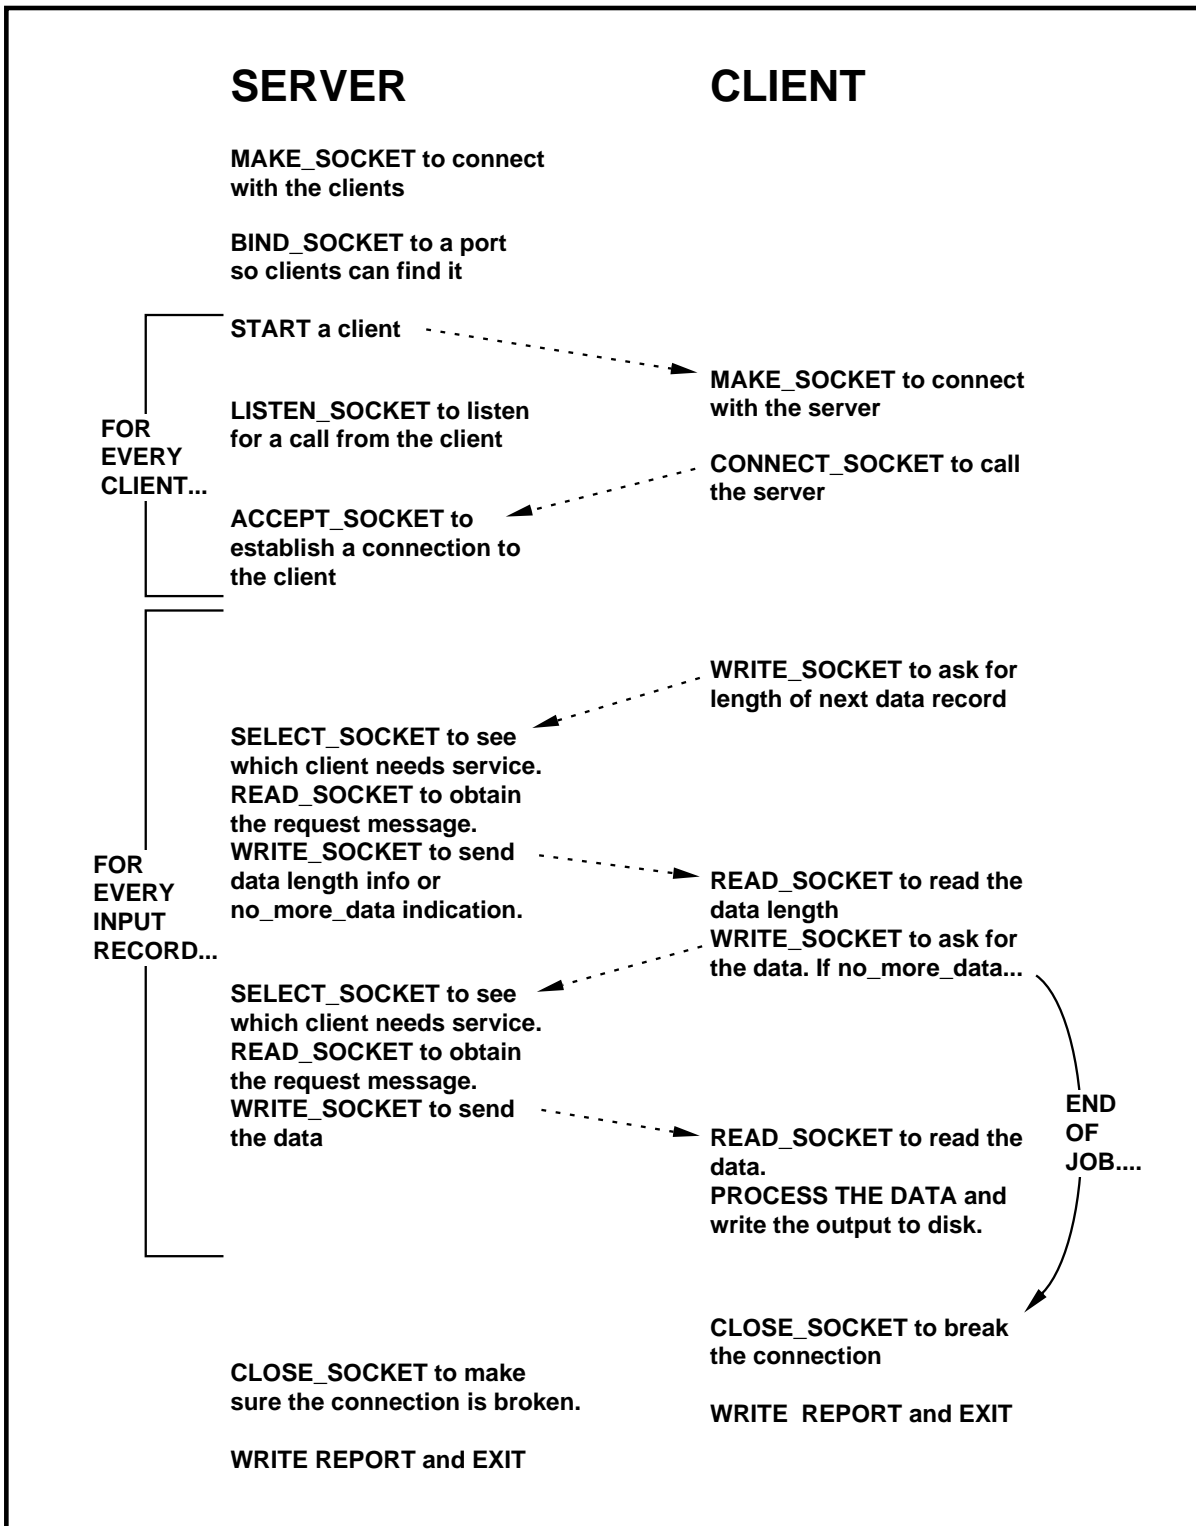 SERVER
CLIENT
MAKE_SOCKET to connect
with the clients
BIND_SOCKET to a port
so clients can find it
START a client
MAKE_SOCKET to connect
with the server
LISTEN_SOCKET to listen
for a call from the client
FOR
EVERY
CLIENT...
CONNECT_SOCKET to call
the server
ACCEPT_SOCKET to
establish a connection to
the client
WRITE_SOCKET to ask for
length of next data record
SELECT_SOCKET to see
which client needs service.
READ_SOCKET to obtain
the request message.
WRITE_SOCKET to send
data length info or
no_more_data indication.
FOR
EVERY
INPUT
RECORD...
READ_SOCKET to read the
data length
WRITE_SOCKET to ask for
the data. If no_more_data...
SELECT_SOCKET to see
which client needs service.
READ_SOCKET to obtain
the request message.
WRITE_SOCKET to send
the data
END
OF
JOB....
READ_SOCKET to read the
data.
PROCESS THE DATA and
write the output to disk.
CLOSE_SOCKET to break
the connection
CLOSE_SOCKET to make
sure the connection is broken.
WRITE  REPORT and EXIT
WRITE REPORT and EXIT